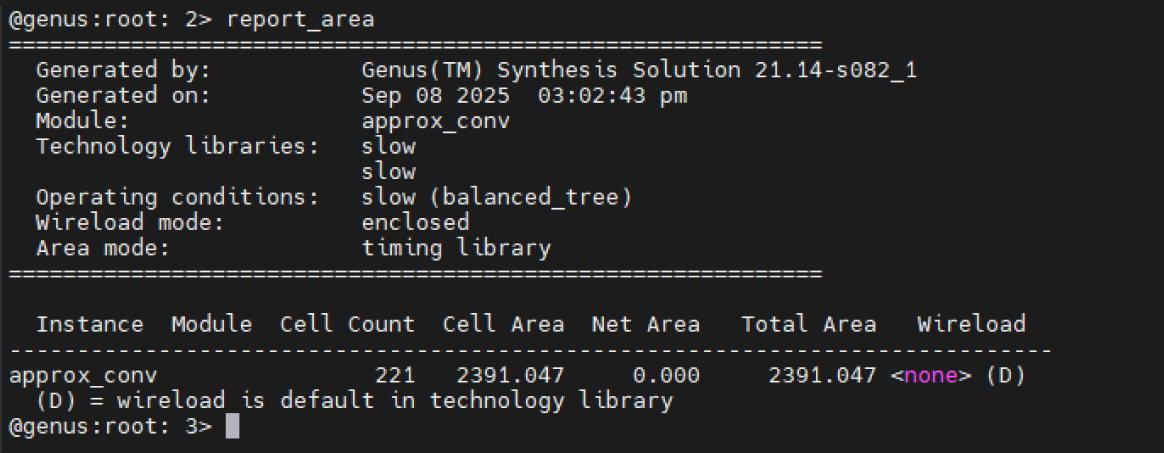 @genus:root: 2> report_area
============================================================
  Generated by:           Genus(TM) Synthesis Solution 21.14-s082_1
  Generated on:           Sep 08 2025  03:02:43 pm
  Module:                 approx_conv
  Technology libraries:   slow
                          slow
  Operating conditions:   slow (balanced_tree)
  Wireload mode:          enclosed
  Area mode:              timing library
============================================================
  Instance  Module  Cell Count  Cell Area  Net Area   Total Area   Wireload
-----------------------------------------------------------------------------
approx_conv                221   2391.047     0.000     2391.047 <none> (D)
  (D) = wireload is default in technology library
@genus:root: 3>